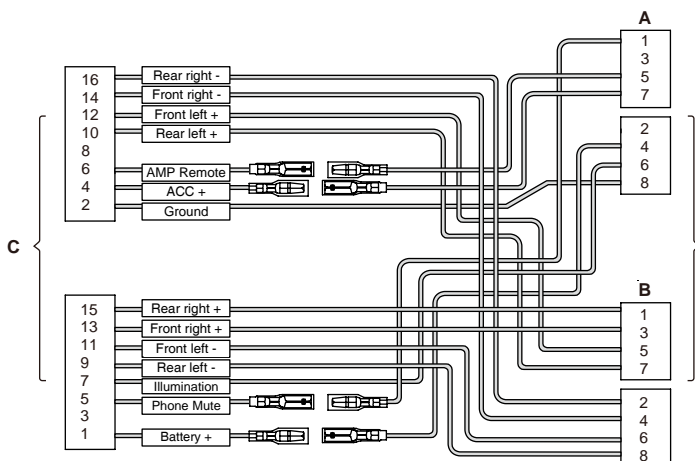 A
1
3
5
7
2
4
6
8
16 Rear right -
14 Front right -
12 Front left +
10 Rear left +
8
6 AMP Remote
4 ACC +
2 Ground
C
15 Rear right +
13 Front right +
11 Front left -
9 Rear left -
7 Illumination
5 Phone Mute
3
1 Battery +
B
1
3
5
7
2
4
6
8